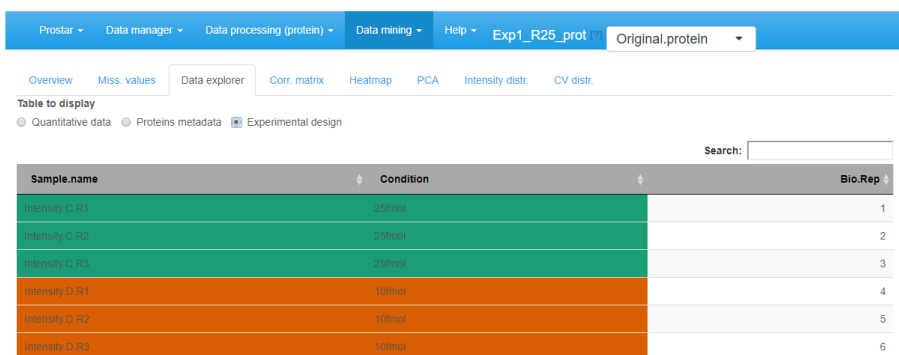 Prostar Data manager Data processing (protein) Data mining Help Exp1_R25_prot [?] Original.protein
Overview Miss. values Data explorer Corr. matrix Heatmap PCA Intensity distr. CV distr.
Table to display
Quantitative data Proteins metadata Experimental design
Search:
Sample.name Condition Bio.Rep
Intensity.C.R1 25fmol 1
Intensity.C.R2 25fmol 2
Intensity.C.R3 25fmol 3
Intensity.D.R1 10fmol 4
Intensity.D.R2 10fmol 5
Intensity.D.R3 10fmol 6